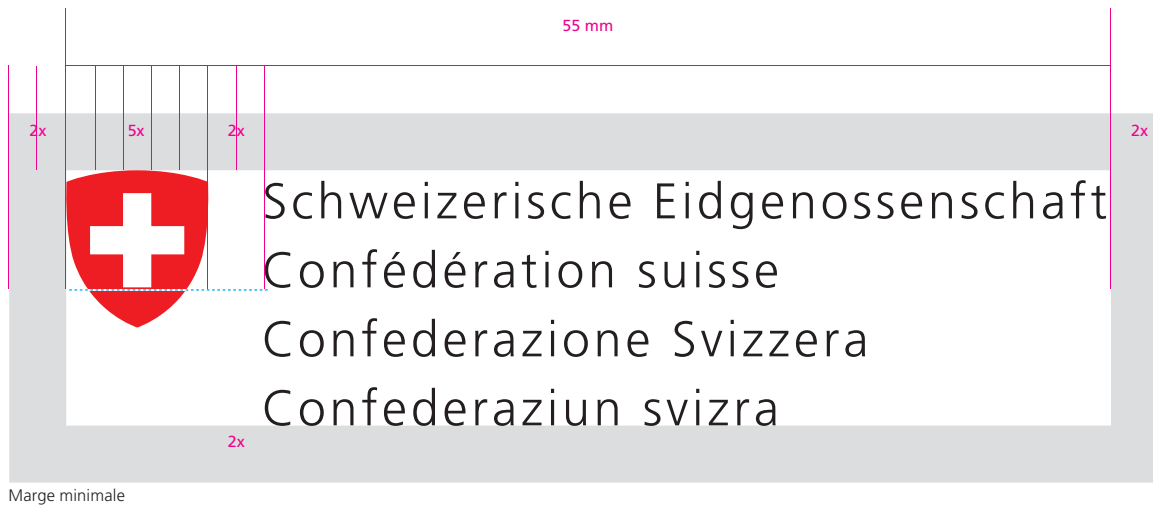 55 mm
2x 5x 2x 2x
Schweizerische Eidgenossenschaft
Confédération suisse
Confederazione Svizzera
Confederaziun svizra
2x
Marge minimale